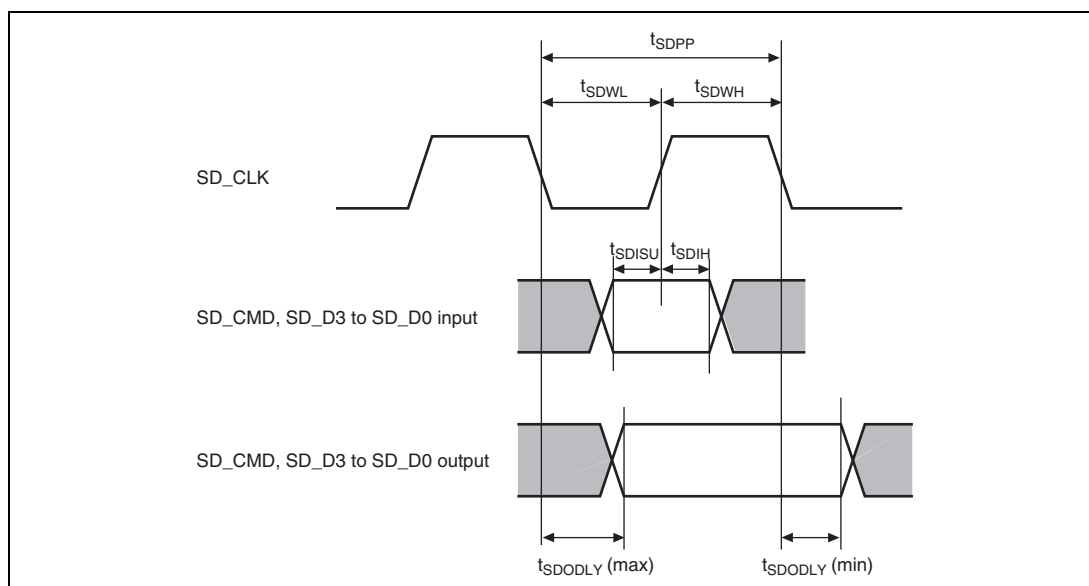 tSDPP
tSDWL tSDWH
SD_CLK
tSDISU tSDIH
SD_CMD, SD_D3 to SD_D0 input
SD_CMD, SD_D3 to SD_D0 output
tSDODLY (max) tSDODLY (min)